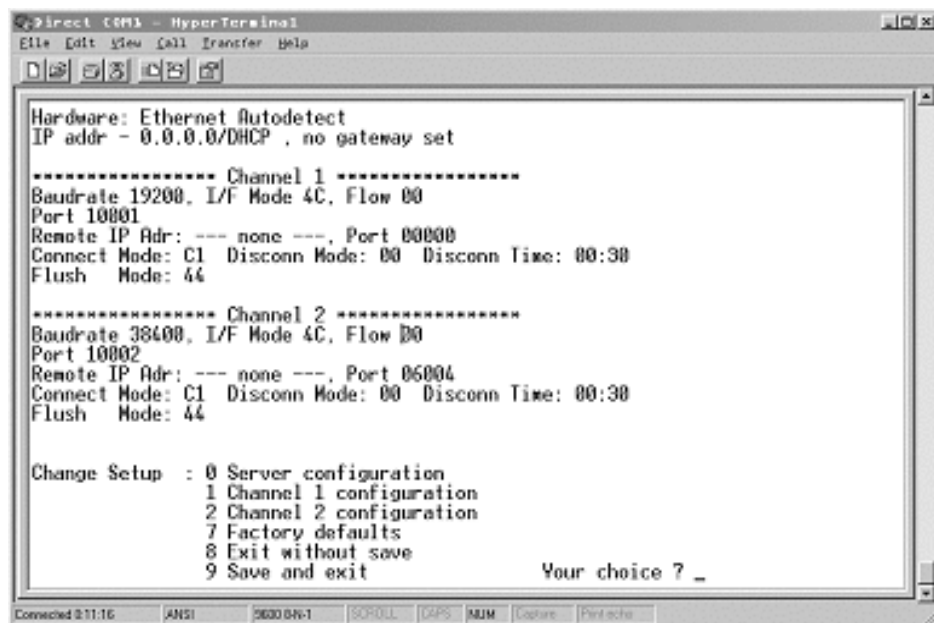 Direct COM1 - HyperTerminal
File Edit View Call Transfer Help
Hardware: Ethernet Autodetect
IP addr - 0.0.0.0/DHCP , no gateway set
***************** Channel 1 *****************
Baudrate 19200, I/F Mode 4C, Flow 00
Port 10001
Remote IP Adr: --- none ---, Port 00000
Connect Mode: C1 Disconn Mode: 00 Disconn Time: 00:30
Flush Mode: 44
***************** Channel 2 *****************
Baudrate 38400, I/F Mode 4C, Flow 00
Port 10002
Remote IP Adr: --- none ---, Port 06004
Connect Mode: C1 Disconn Mode: 00 Disconn Time: 00:30
Flush Mode: 44
Change Setup : 0 Server configuration
1 Channel 1 configuration
2 Channel 2 configuration
7 Factory defaults
8 Exit without save
9 Save and exit Your choice ? _
Connected 0:11:16 ANSI 9600 8-N-1 SCROLL CAPS NUM Capture Print echo